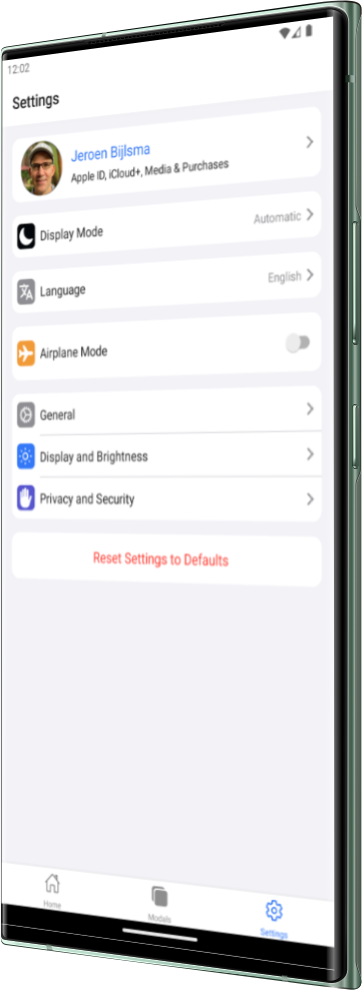 12:02
Settings
Jeroen Bijlsma
Apple ID, iCloud+, Media & Purchases
Display Mode
Automatic
Language
English
Airplane Mode
General
Display and Brightness
Privacy and Security
Reset Settings to Defaults
Home
Modals
Settings